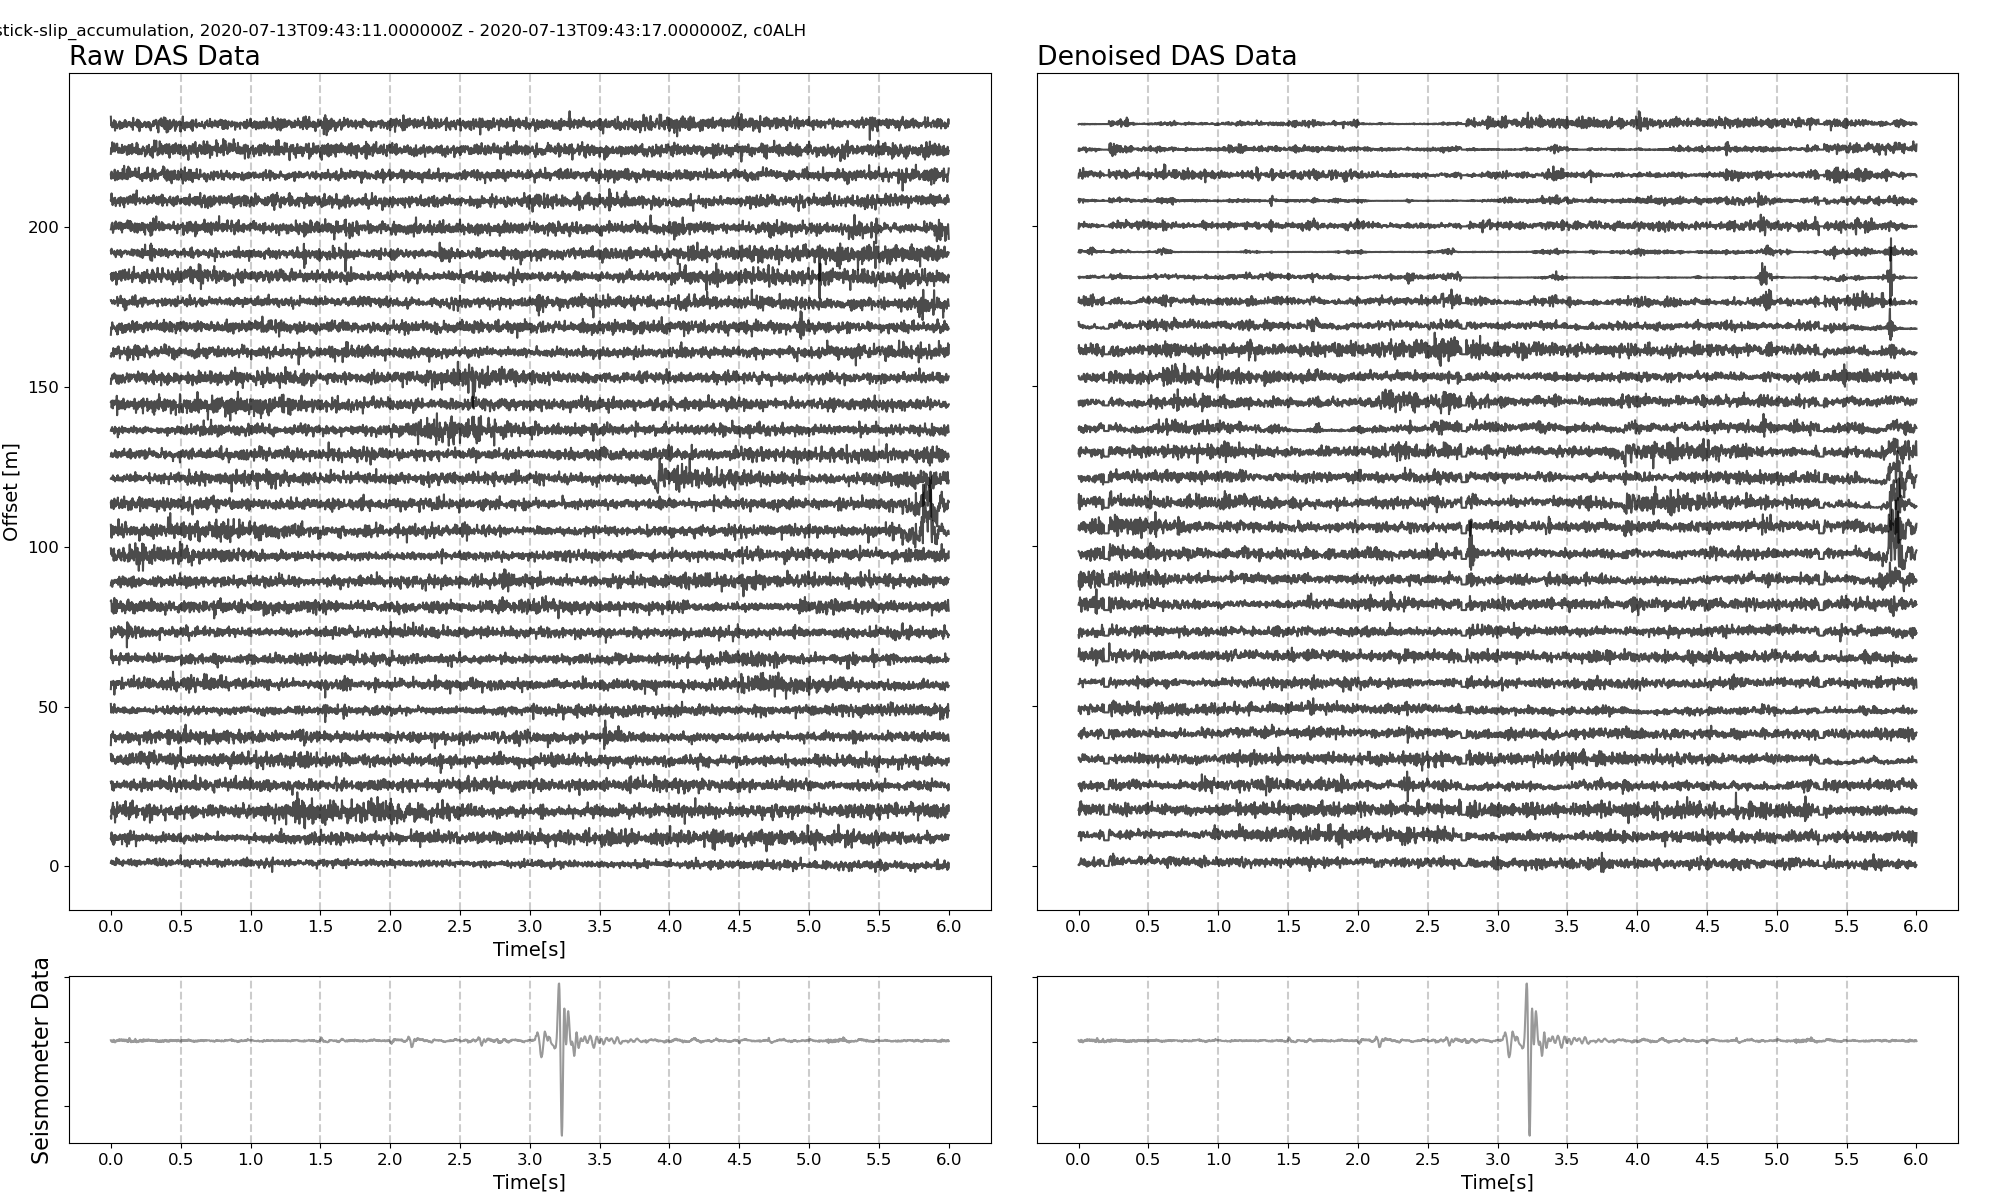 stick-slip_accumulation, 2020-07-13T09:43:11.000000Z - 2020-07-13T09:43:17.000000Z, c0ALH
Raw DAS Data
Denoised DAS Data
Offset [m]
200
150
100
50
0
0.0 0.5 1.0 1.5 2.0 2.5 3.0 3.5 4.0 4.5 5.0 5.5 6.0
Time[s]
0.0 0.5 1.0 1.5 2.0 2.5 3.0 3.5 4.0 4.5 5.0 5.5 6.0
Seismometer Data
0.0 0.5 1.0 1.5 2.0 2.5 3.0 3.5 4.0 4.5 5.0 5.5 6.0
Time[s]
0.0 0.5 1.0 1.5 2.0 2.5 3.0 3.5 4.0 4.5 5.0 5.5 6.0
Time[s]